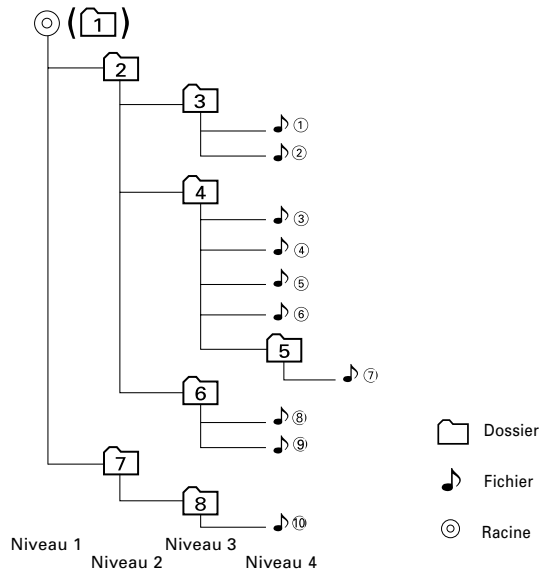 (1)
2
3
①
②
4
③
④
⑤
⑥
5
⑦
6
⑧
⑨
7
8
⑩
Dossier
Fichier
Racine
Niveau 1
Niveau 2
Niveau 3
Niveau 4